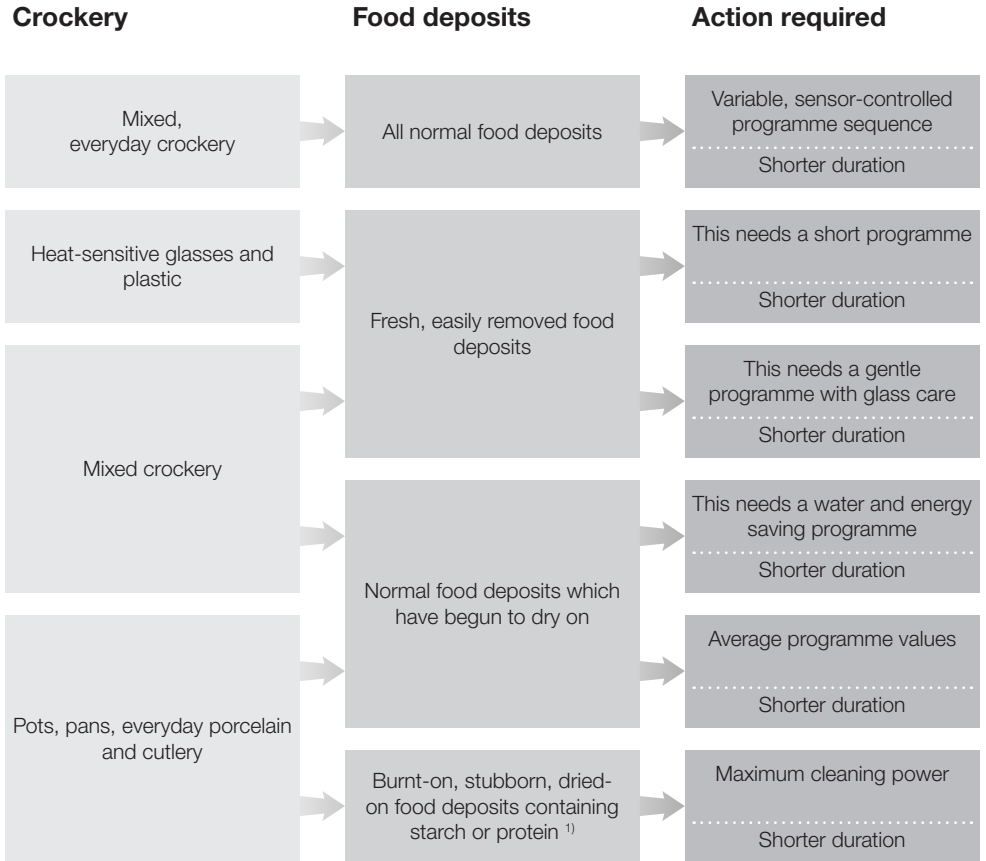 Crockery
Food deposits
Action required
Mixed,
everyday crockery
All normal food deposits
Variable, sensor-controlled
programme sequence
Shorter duration
Heat-sensitive glasses and
plastic
Fresh, easily removed food
deposits
This needs a short programme
Shorter duration
Mixed crockery
This needs a gentle
programme with glass care
Shorter duration
Normal food deposits which
have begun to dry on
This needs a water and energy
saving programme
Shorter duration
Pots, pans, everyday porcelain
and cutlery
Average programme values
Shorter duration
Burnt-on, stubborn, dried-
on food deposits containing
starch or protein 1)
Maximum cleaning power
Shorter duration